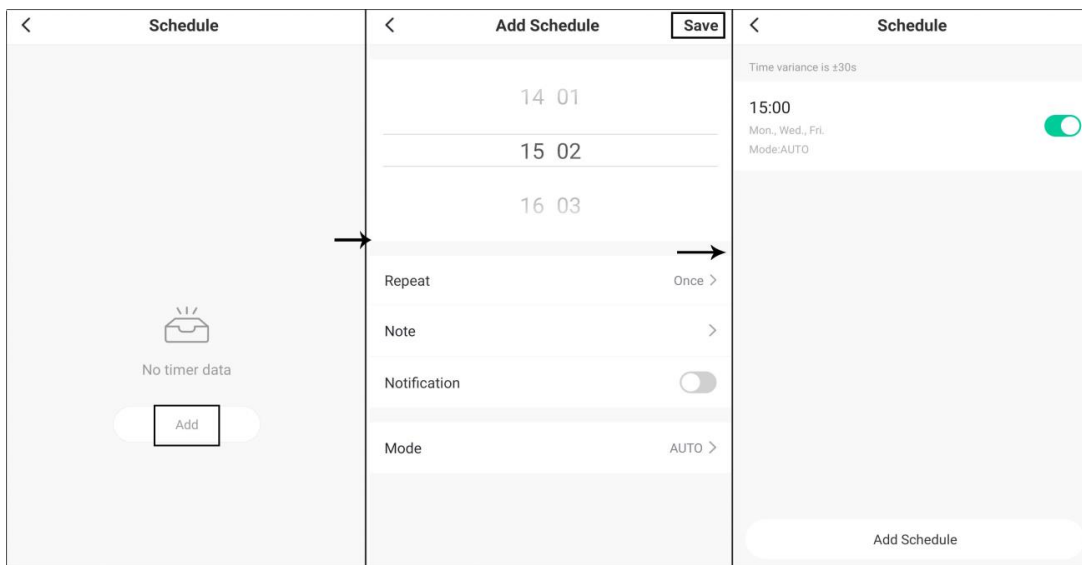 Schedule
No timer data
Add
Add Schedule
Save
14 01
15 02
16 03
Repeat
Once
Note
Notification
Mode
AUTO
Schedule
Time variance is ±30s
15:00
Mon., Wed., Fri.
Mode:AUTO
Add Schedule